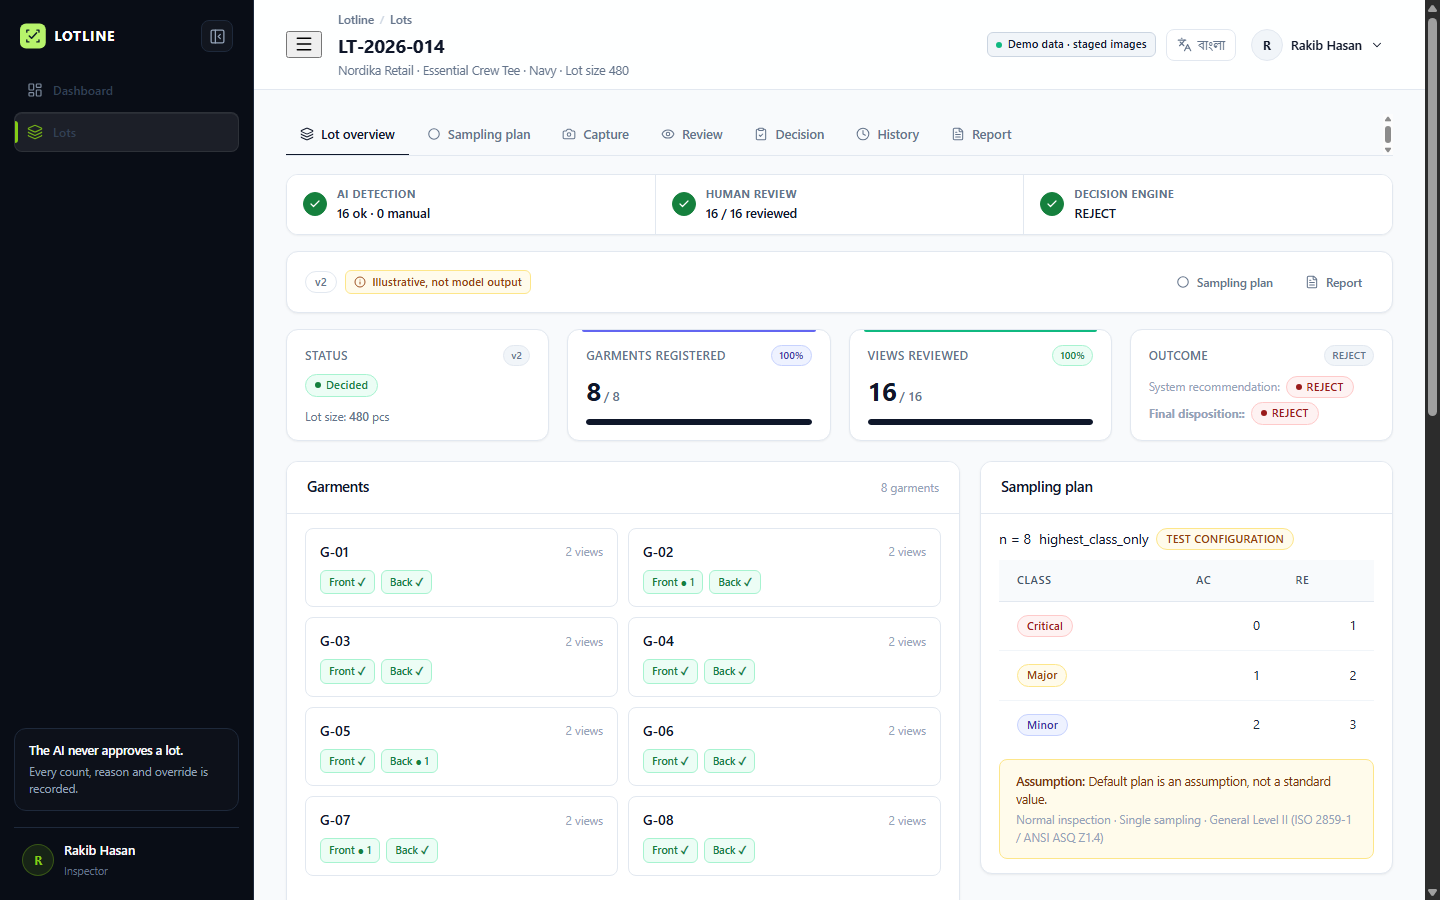 LOTLINE
Dashboard
Lots
The AI never approves a lot.
Every count, reason and override is
recorded.
R
Rakib Hasan
Inspector
Lotline / Lots
LT-2026-014
Nordika Retail · Essential Crew Tee · Navy · Lot size 480
Demo data · staged images
বাংলা
R
Rakib Hasan
Lot overview
Sampling plan
Capture
Review
Decision
History
Report
AI DETECTION
16 ok · 0 manual
HUMAN REVIEW
16 / 16 reviewed
DECISION ENGINE
REJECT
v2
Illustrative, not model output
Sampling plan
Report
STATUS
v2
Decided
Lot size: 480 pcs
GARMENTS REGISTERED
100%
8 / 8
VIEWS REVIEWED
100%
16 / 16
OUTCOME
REJECT
System recommendation: REJECT
Final disposition:: REJECT
Garments
8 garments
G-01
2 views
Front ✓
Back ✓
G-02
2 views
Front ● 1
Back ✓
G-03
2 views
Front ✓
Back ✓
G-04
2 views
Front ✓
Back ✓
G-05
2 views
Front ✓
Back ● 1
G-06
2 views
Front ✓
Back ✓
G-07
2 views
Front ● 1
Back ✓
G-08
2 views
Front ✓
Back ✓
Sampling plan
n = 8 highest_class_only TEST CONFIGURATION
CLASS AC RE
Critical 0 1
Major 1 2
Minor 2 3
Assumption: Default plan is an assumption, not a standard
value.
Normal inspection · Single sampling · General Level II (ISO 2859-1
/ ANSI ASQ Z1.4)